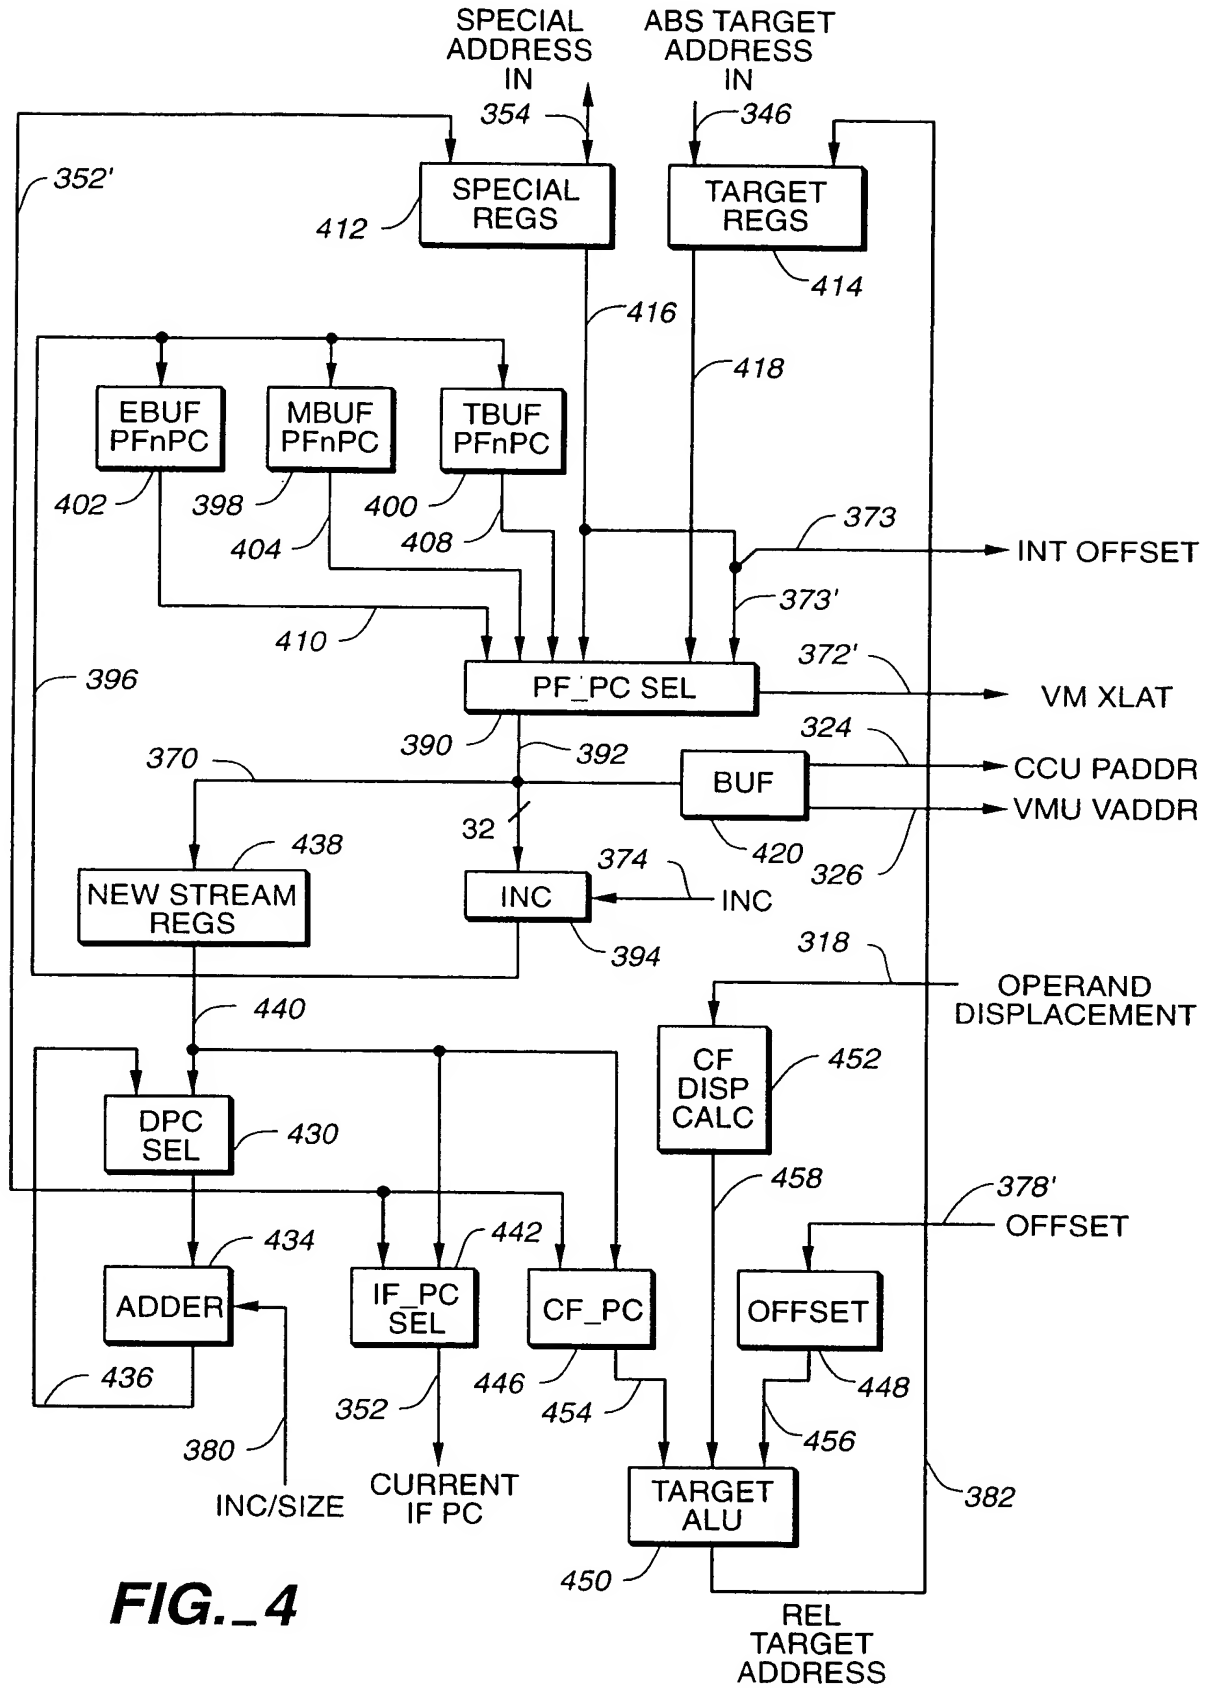 SPECIAL
ADDRESS
IN
ABS TARGET
ADDRESS
IN
354
346
352'
SPECIAL
REGS
TARGET
REGS
412
414
416
418
EBUF
PFnPC
MBUF
PFnPC
TBUF
PFnPC
402
398
400
404
408
373
INT OFFSET
373'
410
396
PF_PC SEL
372'
VM XLAT
390
392
324
370
BUF
CCU PADDR
VMU VADDR
32
438
420
326
374
NEW STREAM
REGS
INC
INC
394
318
440
OPERAND
DISPLACEMENT
CF
DISP
CALC
452
DPC
SEL
430
458
378'
OFFSET
434
442
ADDER
IF_PC
SEL
CF_PC
OFFSET
436
352
446
454
448
380
456
INC/SIZE
CURRENT
IF PC
TARGET
ALU
382
450
FIG._4
REL
TARGET
ADDRESS